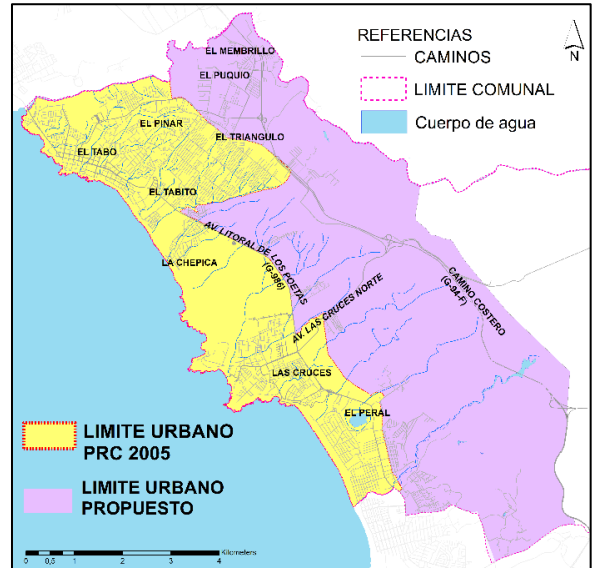 EL MEMBRILLO
EL PUQUIO
REFERENCIAS
CAMINOS
LIMITE COMUNAL
Cuerpo de agua
N
EL PINAR
EL TRIANGULO
EL TABO
EL TABITO
AV. LITORAL DE LOS POETAS
(G-986)
LA CHEPICA
CAMINO COSTERO
(G-94-F)
AV. LAS CRUCES NORTE
LAS CRUCES
EL PERAL
LIMITE URBANO
PRC 2005
LIMITE URBANO
PROPUESTO
0 0,5 1 2 3 4 Kilometers